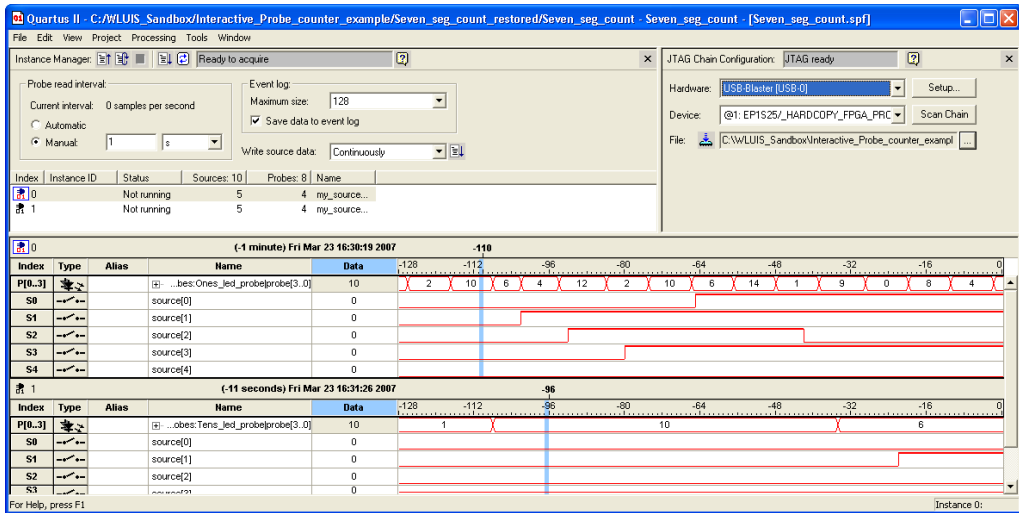 Quartus II - C:/WLUIS_Sandbox/Interactive_Probe_counter_example/Seven_seg_count_restored/Seven_seg_count - Seven_seg_count - [Seven_seg_count.spf]
File Edit View Project Processing Tools Window
Instance Manager: Ready to acquire
JTAG Chain Configuration: JTAG ready
Probe read interval:
Current interval: 0 samples per second
Automatic
Manual: 1 s
Event log:
Maximum size: 128
Save data to event log
Write source data: Continuously
Hardware: USB-Blaster [USB-0] Setup...
Device: @1: EP1S25/_HARDCOPY_FPGA_PRC Scan Chain
File: C:\WLUIS_Sandbox\Interactive_Probe_counter_exampl ...
Index Instance ID Status Sources: 10 Probes: 8 Name
0 Not running 5 4 my_source...
1 Not running 5 4 my_source...
0 (-1 minute) Fri Mar 23 16:30:19 2007 -110
Index Type Alias Name Data -128 -112 -96 -80 -64 -48 -32 -16 0
P[0..3] ...bes:Ones_led_probe|probe[3..0] 10 2 10 6 4 12 2 10 6 14 1 9 0 8 4
S0 source[0] 0
S1 source[1] 0
S2 source[2] 0
S3 source[3] 0
S4 source[4] 0
1 (-11 seconds) Fri Mar 23 16:31:26 2007 -96
Index Type Alias Name Data -128 -112 -96 -80 -64 -48 -32 -16 0
P[0..3] ...obes:Tens_led_probe|probe[3..0] 10 1 10 6
S0 source[0] 0
S1 source[1] 0
S2 source[2] 0
S3 source[3] 0
For Help, press F1 Instance 0: